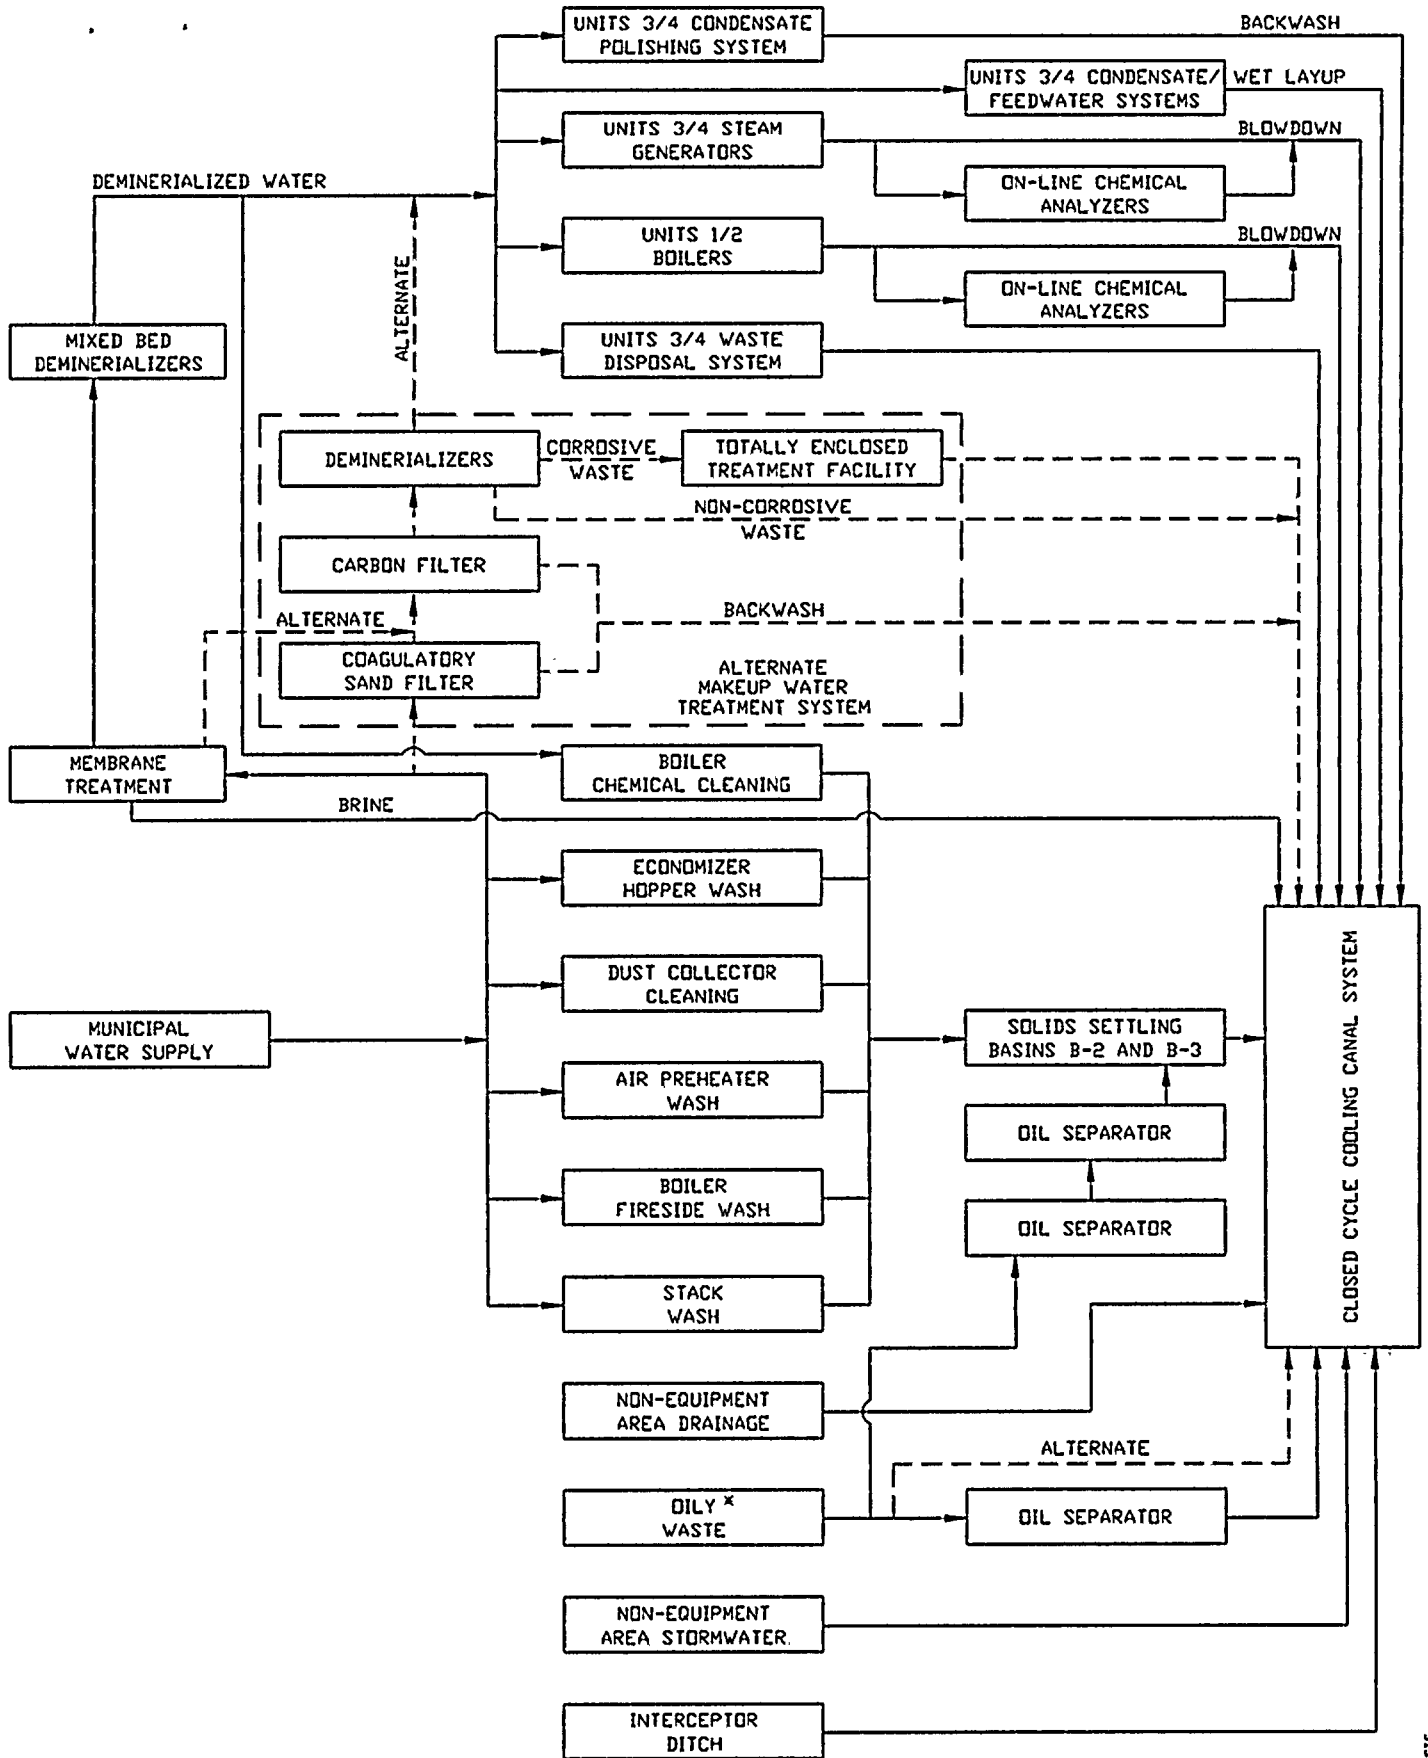 UNITS 3/4 CONDENSATE
POLISHING SYSTEM
BACKWASH
UNITS 3/4 CONDENSATE/
FEEDWATER SYSTEMS
WET LAYUP
UNITS 3/4 STEAM
GENERATORS
BLOWDOWN
ON-LINE CHEMICAL
ANALYZERS
DEMINERIALIZED WATER
UNITS 1/2
BOILERS
BLOWDOWN
ON-LINE CHEMICAL
ANALYZERS
ALTERNATE
MIXED BED
DEMINERIALIZERS
UNITS 3/4 WASTE
DISPOSAL SYSTEM
DEMINERIALIZERS
CORROSIVE
WASTE
TOTALLY ENCLOSED
TREATMENT FACILITY
NON-CORROSIVE
WASTE
CARBON FILTER
BACKWASH
ALTERNATE
COAGULATORY
SAND FILTER
ALTERNATE
MAKEUP WATER
TREATMENT SYSTEM
MEMBRANE
TREATMENT
BOILER
CHEMICAL CLEANING
BRINE
ECONOMIZER
HOPPER WASH
DUST COLLECTOR
CLEANING
MUNICIPAL
WATER SUPPLY
SOLIDS SETTLING
BASINS B-2 AND B-3
CLOSED CYCLE COOLING CANAL SYSTEM
AIR PREHEATER
WASH
OIL SEPARATOR
BOILER
FIRESIDE WASH
OIL SEPARATOR
STACK
WASH
NON-EQUIPMENT
AREA DRAINAGE
ALTERNATE
OILY *
WASTE
OIL SEPARATOR
NON-EQUIPMENT
AREA STORMWATER
INTERCEPTOR
DITCH